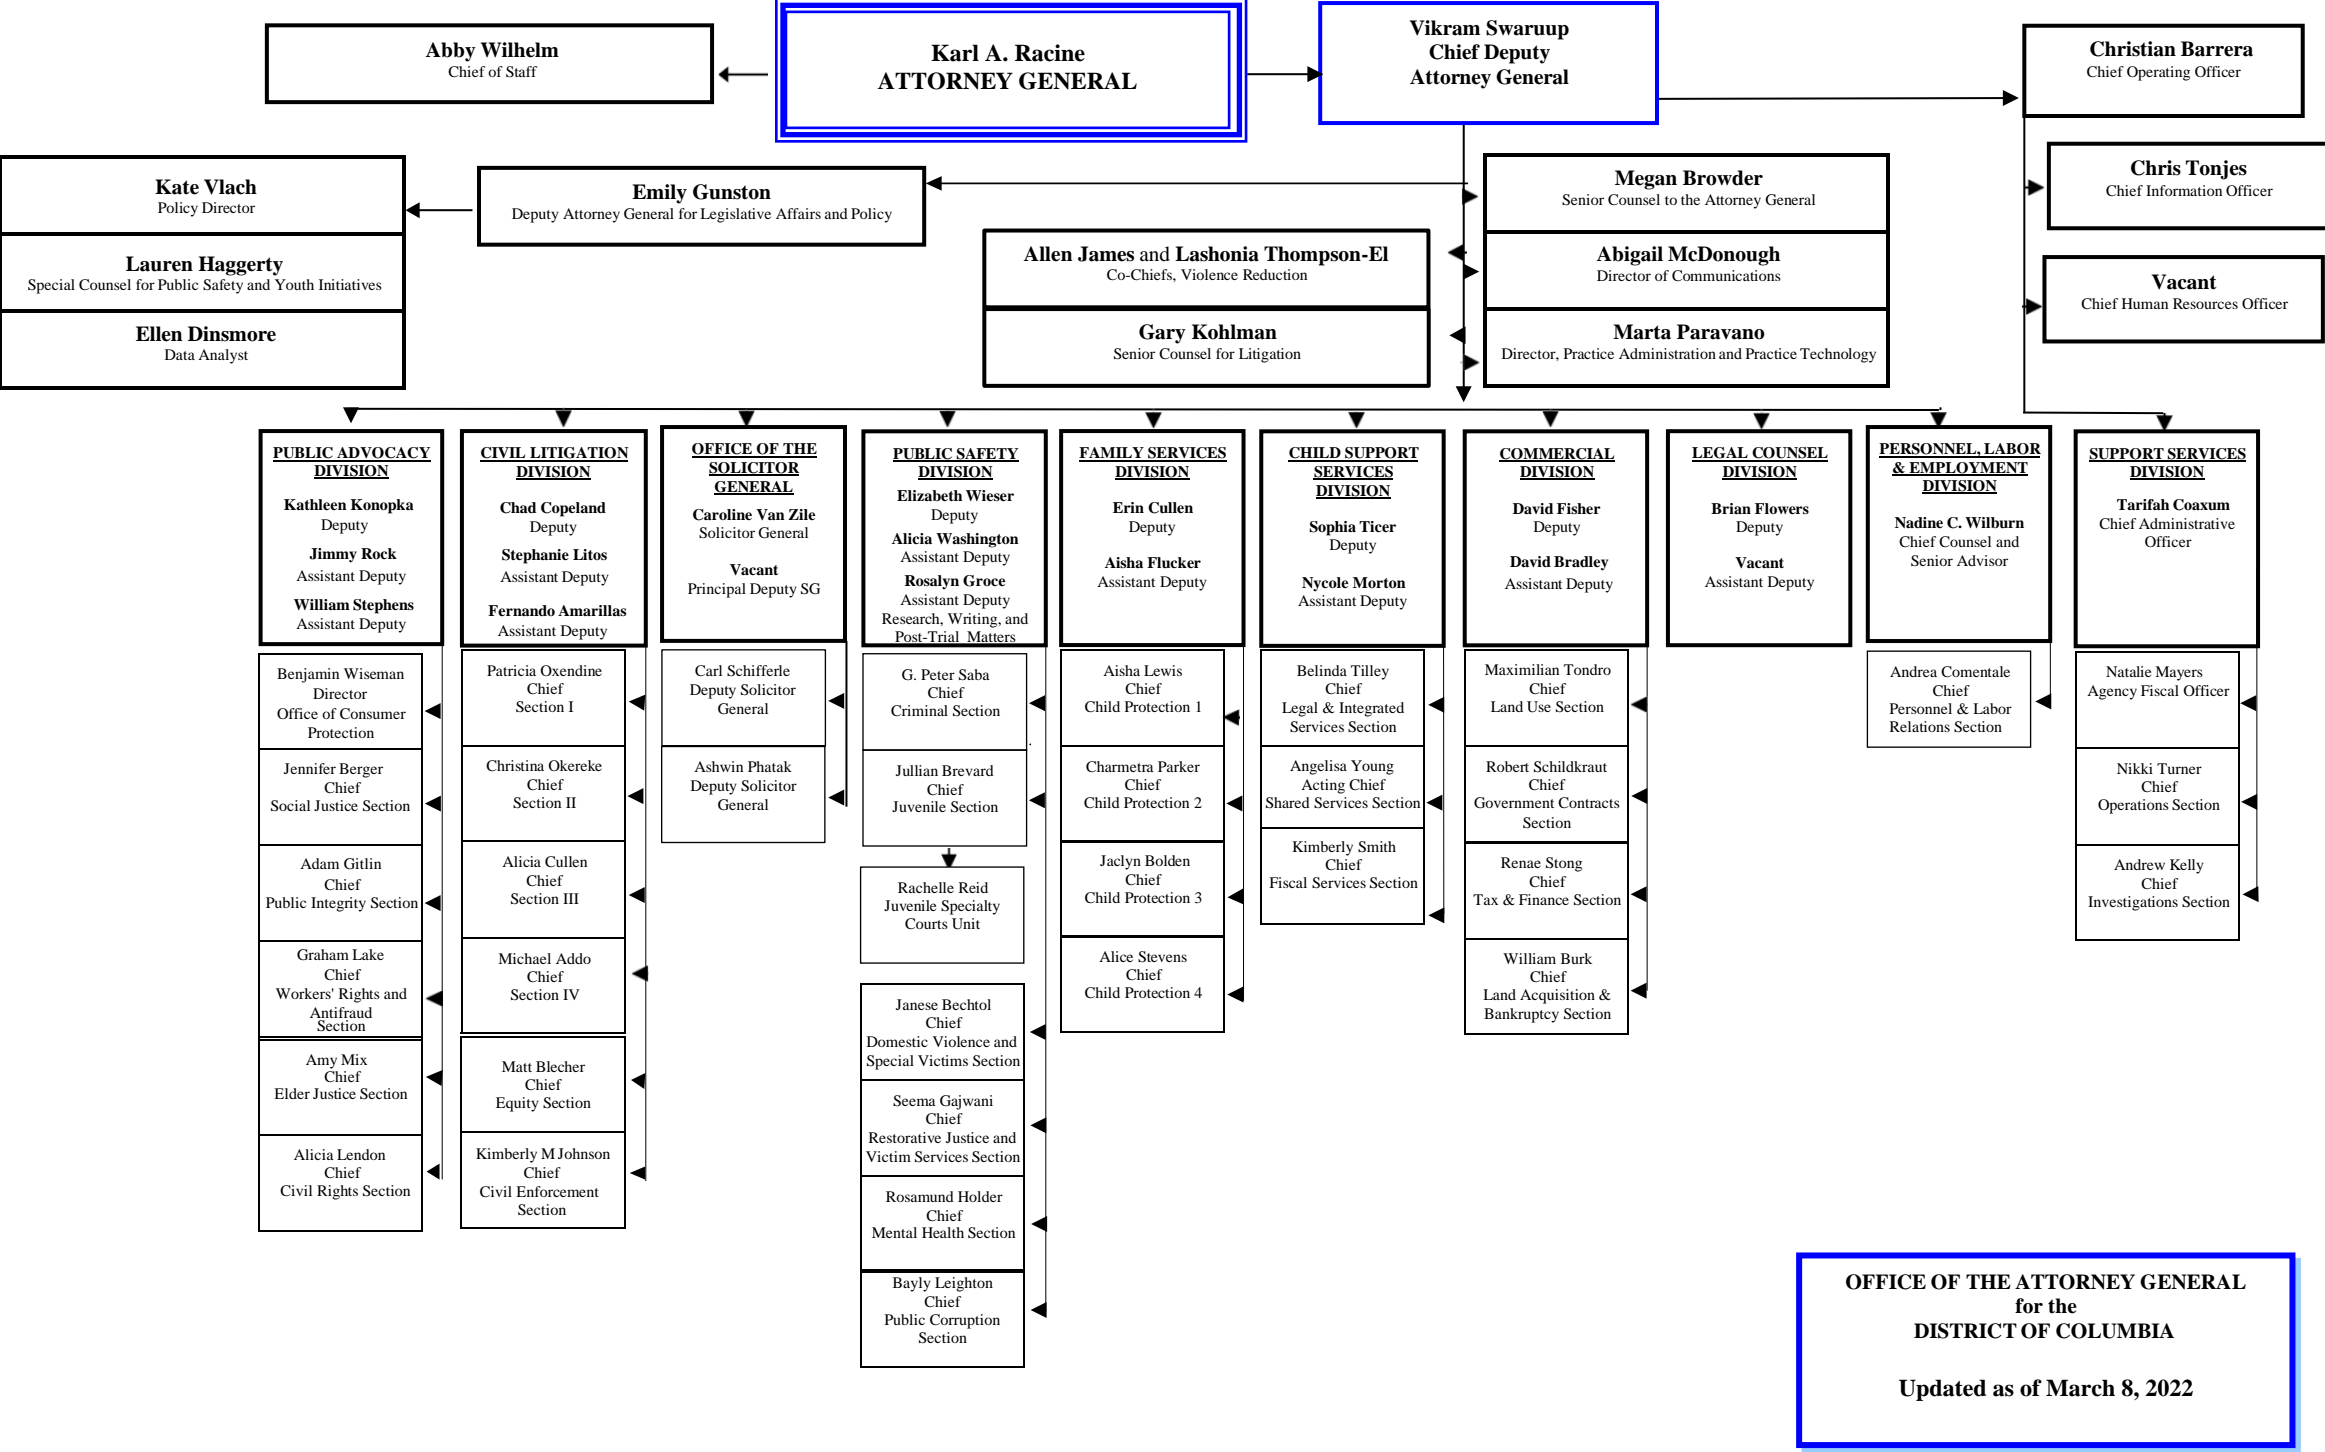 Abby Wilhelm
Chief of Staff
Karl A. Racine
ATTORNEY GENERAL
Vikram Swaruup
Chief Deputy
Attorney General
Christian Barrera
Chief Operating Officer
Kate Vlach
Policy Director
Lauren Haggerty
Special Counsel for Public Safety and Youth Initiatives
Ellen Dinsmore
Data Analyst
Emily Gunston
Deputy Attorney General for Legislative Affairs and Policy
Allen James and Lashonia Thompson-El
Co-Chiefs, Violence Reduction
Gary Kohlman
Senior Counsel for Litigation
Megan Browder
Senior Counsel to the Attorney General
Abigail McDonough
Director of Communications
Marta Paravano
Director, Practice Administration and Practice Technology
Chris Tonjes
Chief Information Officer
Vacant
Chief Human Resources Officer
PUBLIC ADVOCACY
DIVISION
Kathleen Konopka
Deputy
Jimmy Rock
Assistant Deputy
William Stephens
Assistant Deputy
Benjamin Wiseman
Director
Office of Consumer
Protection
Jennifer Berger
Chief
Social Justice Section
Adam Gitlin
Chief
Public Integrity Section
Graham Lake
Chief
Workers' Rights and
Antifraud
Section
Amy Mix
Chief
Elder Justice Section
Alicia Lendon
Chief
Civil Rights Section
CIVIL LITIGATION
DIVISION
Chad Copeland
Deputy
Stephanie Litos
Assistant Deputy
Fernando Amarillas
Assistant Deputy
Patricia Oxendine
Chief
Section I
Christina Okereke
Chief
Section II
Alicia Cullen
Chief
Section III
Michael Addo
Chief
Section IV
Matt Blecher
Chief
Equity Section
Kimberly M Johnson
Chief
Civil Enforcement
Section
OFFICE OF THE
SOLICITOR
GENERAL
Caroline Van Zile
Solicitor General
Vacant
Principal Deputy SG
Carl Schifferle
Deputy Solicitor
General
Ashwin Phatak
Deputy Solicitor
General
PUBLIC SAFETY
DIVISION
Elizabeth Wieser
Deputy
Alicia Washington
Assistant Deputy
Rosalyn Groce
Assistant Deputy
Research, Writing, and
Post-Trial Matters
G. Peter Saba
Chief
Criminal Section
Jullian Brevard
Chief
Juvenile Section
Rachelle Reid
Juvenile Specialty
Courts Unit
Janese Bechtol
Chief
Domestic Violence and
Special Victims Section
Seema Gajwani
Chief
Restorative Justice and
Victim Services Section
Rosamund Holder
Chief
Mental Health Section
Bayly Leighton
Chief
Public Corruption
Section
FAMILY SERVICES
DIVISION
Erin Cullen
Deputy
Aisha Flucker
Assistant Deputy
Aisha Lewis
Chief
Child Protection 1
Charmetra Parker
Chief
Child Protection 2
Jaclyn Bolden
Chief
Child Protection 3
Alice Stevens
Chief
Child Protection 4
CHILD SUPPORT
SERVICES
DIVISION
Sophia Ticer
Deputy
Nycole Morton
Assistant Deputy
Belinda Tilley
Chief
Legal & Integrated
Services Section
Angelisa Young
Acting Chief
Shared Services Section
Kimberly Smith
Chief
Fiscal Services Section
COMMERCIAL
DIVISION
David Fisher
Deputy
David Bradley
Assistant Deputy
Maximilian Tondro
Chief
Land Use Section
Robert Schildkraut
Chief
Government Contracts
Section
Renae Stong
Chief
Tax & Finance Section
William Burk
Chief
Land Acquisition &
Bankruptcy Section
LEGAL COUNSEL
DIVISION
Brian Flowers
Deputy
Vacant
Assistant Deputy
PERSONNEL, LABOR
& EMPLOYMENT
DIVISION
Nadine C. Wilburn
Chief Counsel and
Senior Advisor
Andrea Comentale
Chief
Personnel & Labor
Relations Section
SUPPORT SERVICES
DIVISION
Tarifah Coaxum
Chief Administrative
Officer
Natalie Mayers
Agency Fiscal Officer
Nikki Turner
Chief
Operations Section
Andrew Kelly
Chief
Investigations Section
OFFICE OF THE ATTORNEY GENERAL
for the
DISTRICT OF COLUMBIA
Updated as of March 8, 2022